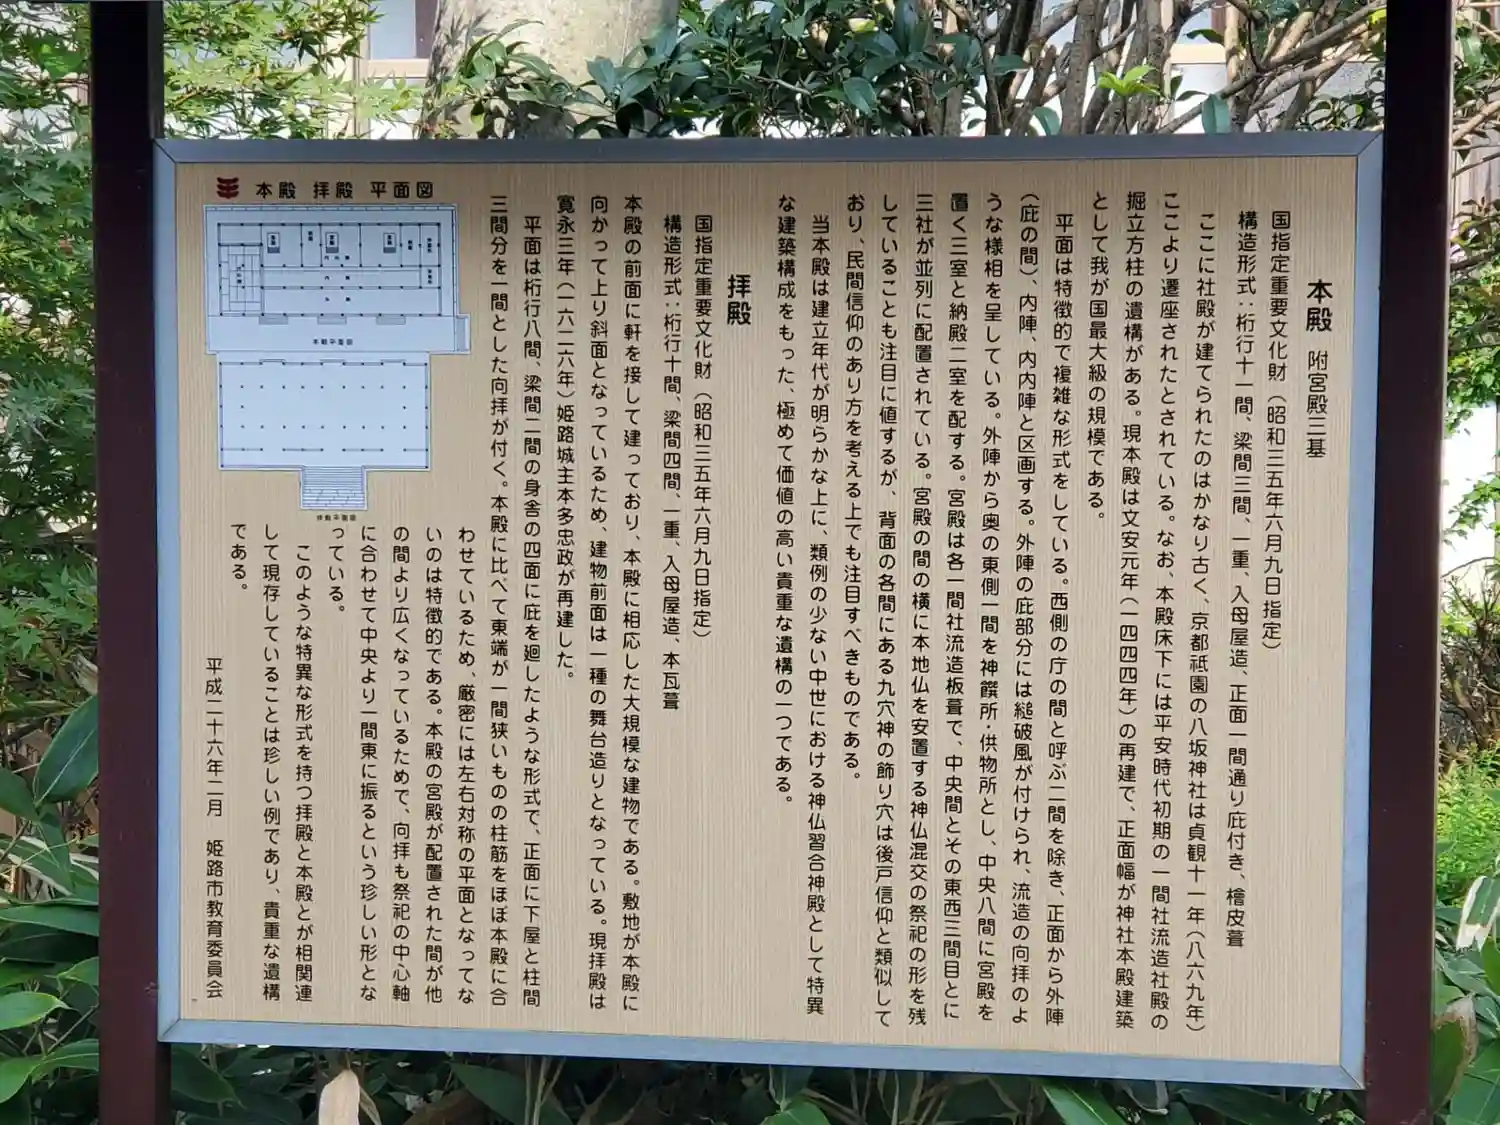 本殿 附宮殿三基
国指定重要文化財（昭和三五年六月九日指定）
構造形式：桁行十一間、梁間三間、一重、入母屋造、正面一間通り庇付き、檜皮葺
ここに社殿が建てられたのはかなり古く、京都祇園の八坂神社は貞観十一年（八六九年）
ここより遷座されたとされている。なお、本殿床下には平安時代初期の一間社流造社殿の
掘立方柱の遺構がある。現本殿は文安元年（一四四四年）の再建で、正面幅が神社本殿建築
として我が国最大級の規模である。
平面は特徴的で複雑な形式をしている。西側の庁の間と呼ぶ二間を除き、正面から外陣
（庇の間）、内陣、内内陣と区画する。外陣の庇部分には縋破風が付けられ、流造の向拝のよ
うな様相を呈している。外陣から奥の東側一間を神饌所・供物所とし、中央八間に宮殿を
置く三室と納殿二室を配する。宮殿は各一間社流造板葺で、中央間とその東西三間目とに
三社が並列に配置されている。宮殿の間の横に本地仏を安置する神仏混交の祭祀の形を残
していることも注目に値するが、背面の各間にある九穴神の飾り穴は後戸信仰と類似して
おり、民間信仰のあり方を考える上でも注目すべきものである。
当本殿は建立年代が明らかな上に、類例の少ない中世における神仏習合神殿として特異
な建築構成をもった、極めて価値の高い貴重な遺構の一つである。
拝殿
国指定重要文化財（昭和三五年六月九日指定）
構造形式：桁行十間、梁間四間、一重、入母屋造、本瓦葺
本殿の前面に軒を接して建っており、本殿に相応した大規模な建物である。敷地が本殿に
向かって上り斜面となっているため、建物前面は一種の舞台造りとなっている。現拝殿は
寛永三年（一六二六年）姫路城主本多忠政が再建した。
平面は桁行八間、梁間二間の身舎の四面に庇を廻したような形式で、正面に下屋と柱間
三間分を一間とした向拝が付く。本殿に比べて東端が一間狭いものの柱筋をほぼ本殿に合
わせているため、厳密には左右対称の平面となってな
いのは特徴的である。本殿の宮殿が配置された間が他
の間より広くなっているためで、向拝も祭祀の中心軸
に合わせて中央より一間東に振るという珍しい形とな
っている。
このような特異な形式を持つ拝殿と本殿とが相関連
して現存していることは珍しい例であり、貴重な遺構
である。
平成二十六年二月 姫路市教育委員会
本殿 拝殿 平面図
本殿平面図
拝殿平面図